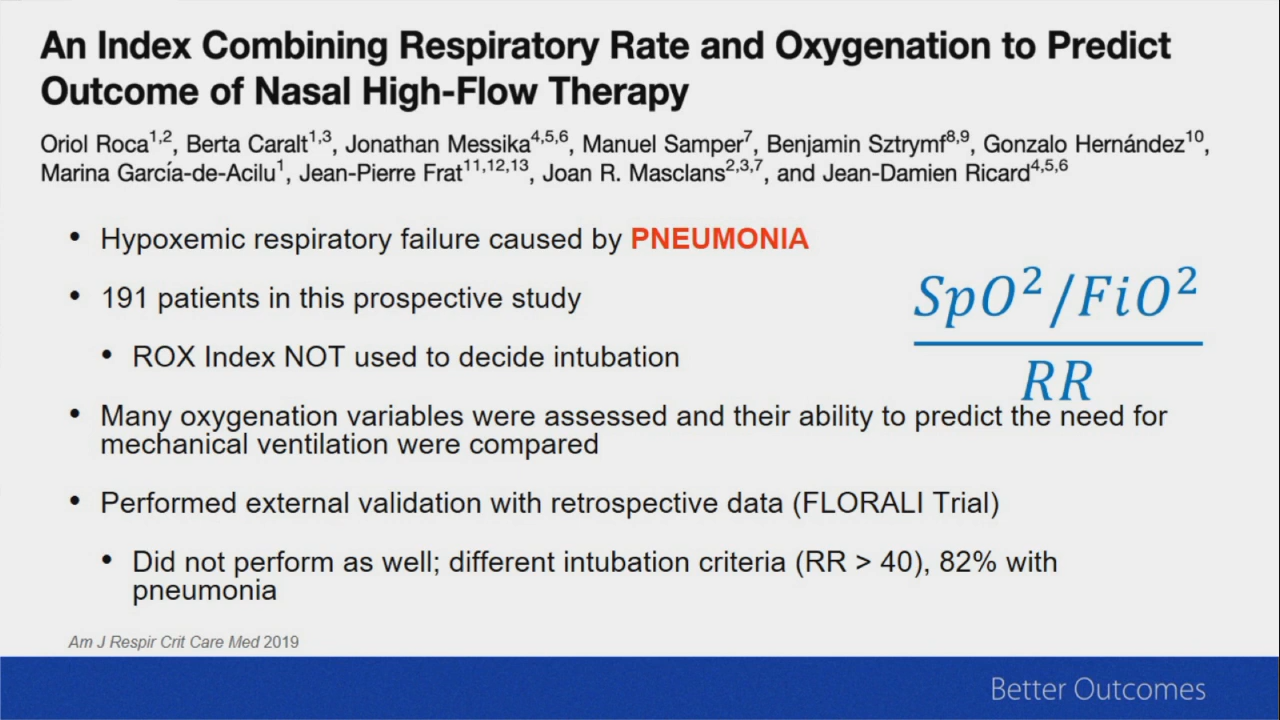 An Index Combining Respiratory Rate and Oxygenation to Predict
Outcome of Nasal High-Flow Therapy
Oriol Roca1,2, Berta Caralt1,3, Jonathan Messika4,5,6, Manuel Samper7, Benjamin Sztrymf8,9, Gonzalo Hernández10,
Marina García-de-Acilu1, Jean-Pierre Frat11,12,13, Joan R. Masclans2,3,7, and Jean-Damien Ricard4,5,6
• Hypoxemic respiratory failure caused by PNEUMONIA
• 191 patients in this prospective study
• ROX Index NOT used to decide intubation
SpO²/FiO²
RR
• Many oxygenation variables were assessed and their ability to predict the need for
mechanical ventilation were compared
• Performed external validation with retrospective data (FLORALI Trial)
• Did not perform as well; different intubation criteria (RR > 40), 82% with
pneumonia
Am J Respir Crit Care Med 2019
Better Outcomes